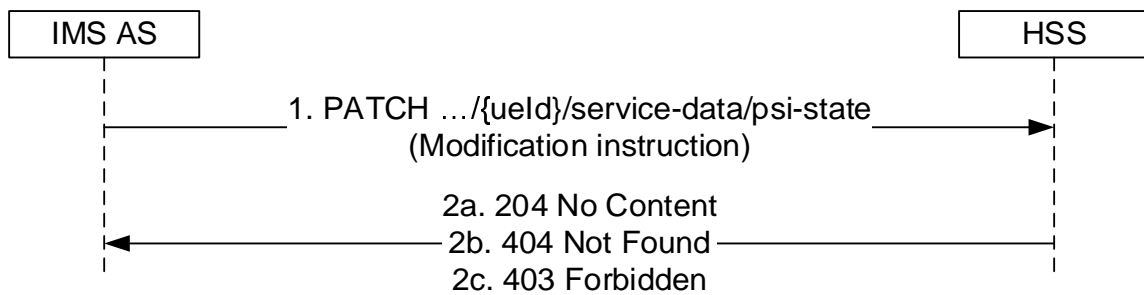 IMS AS
HSS
1. PATCH …/{ueId}/service-data/psi-state
(Modification instruction)
2a. 204 No Content
2b. 404 Not Found
2c. 403 Forbidden